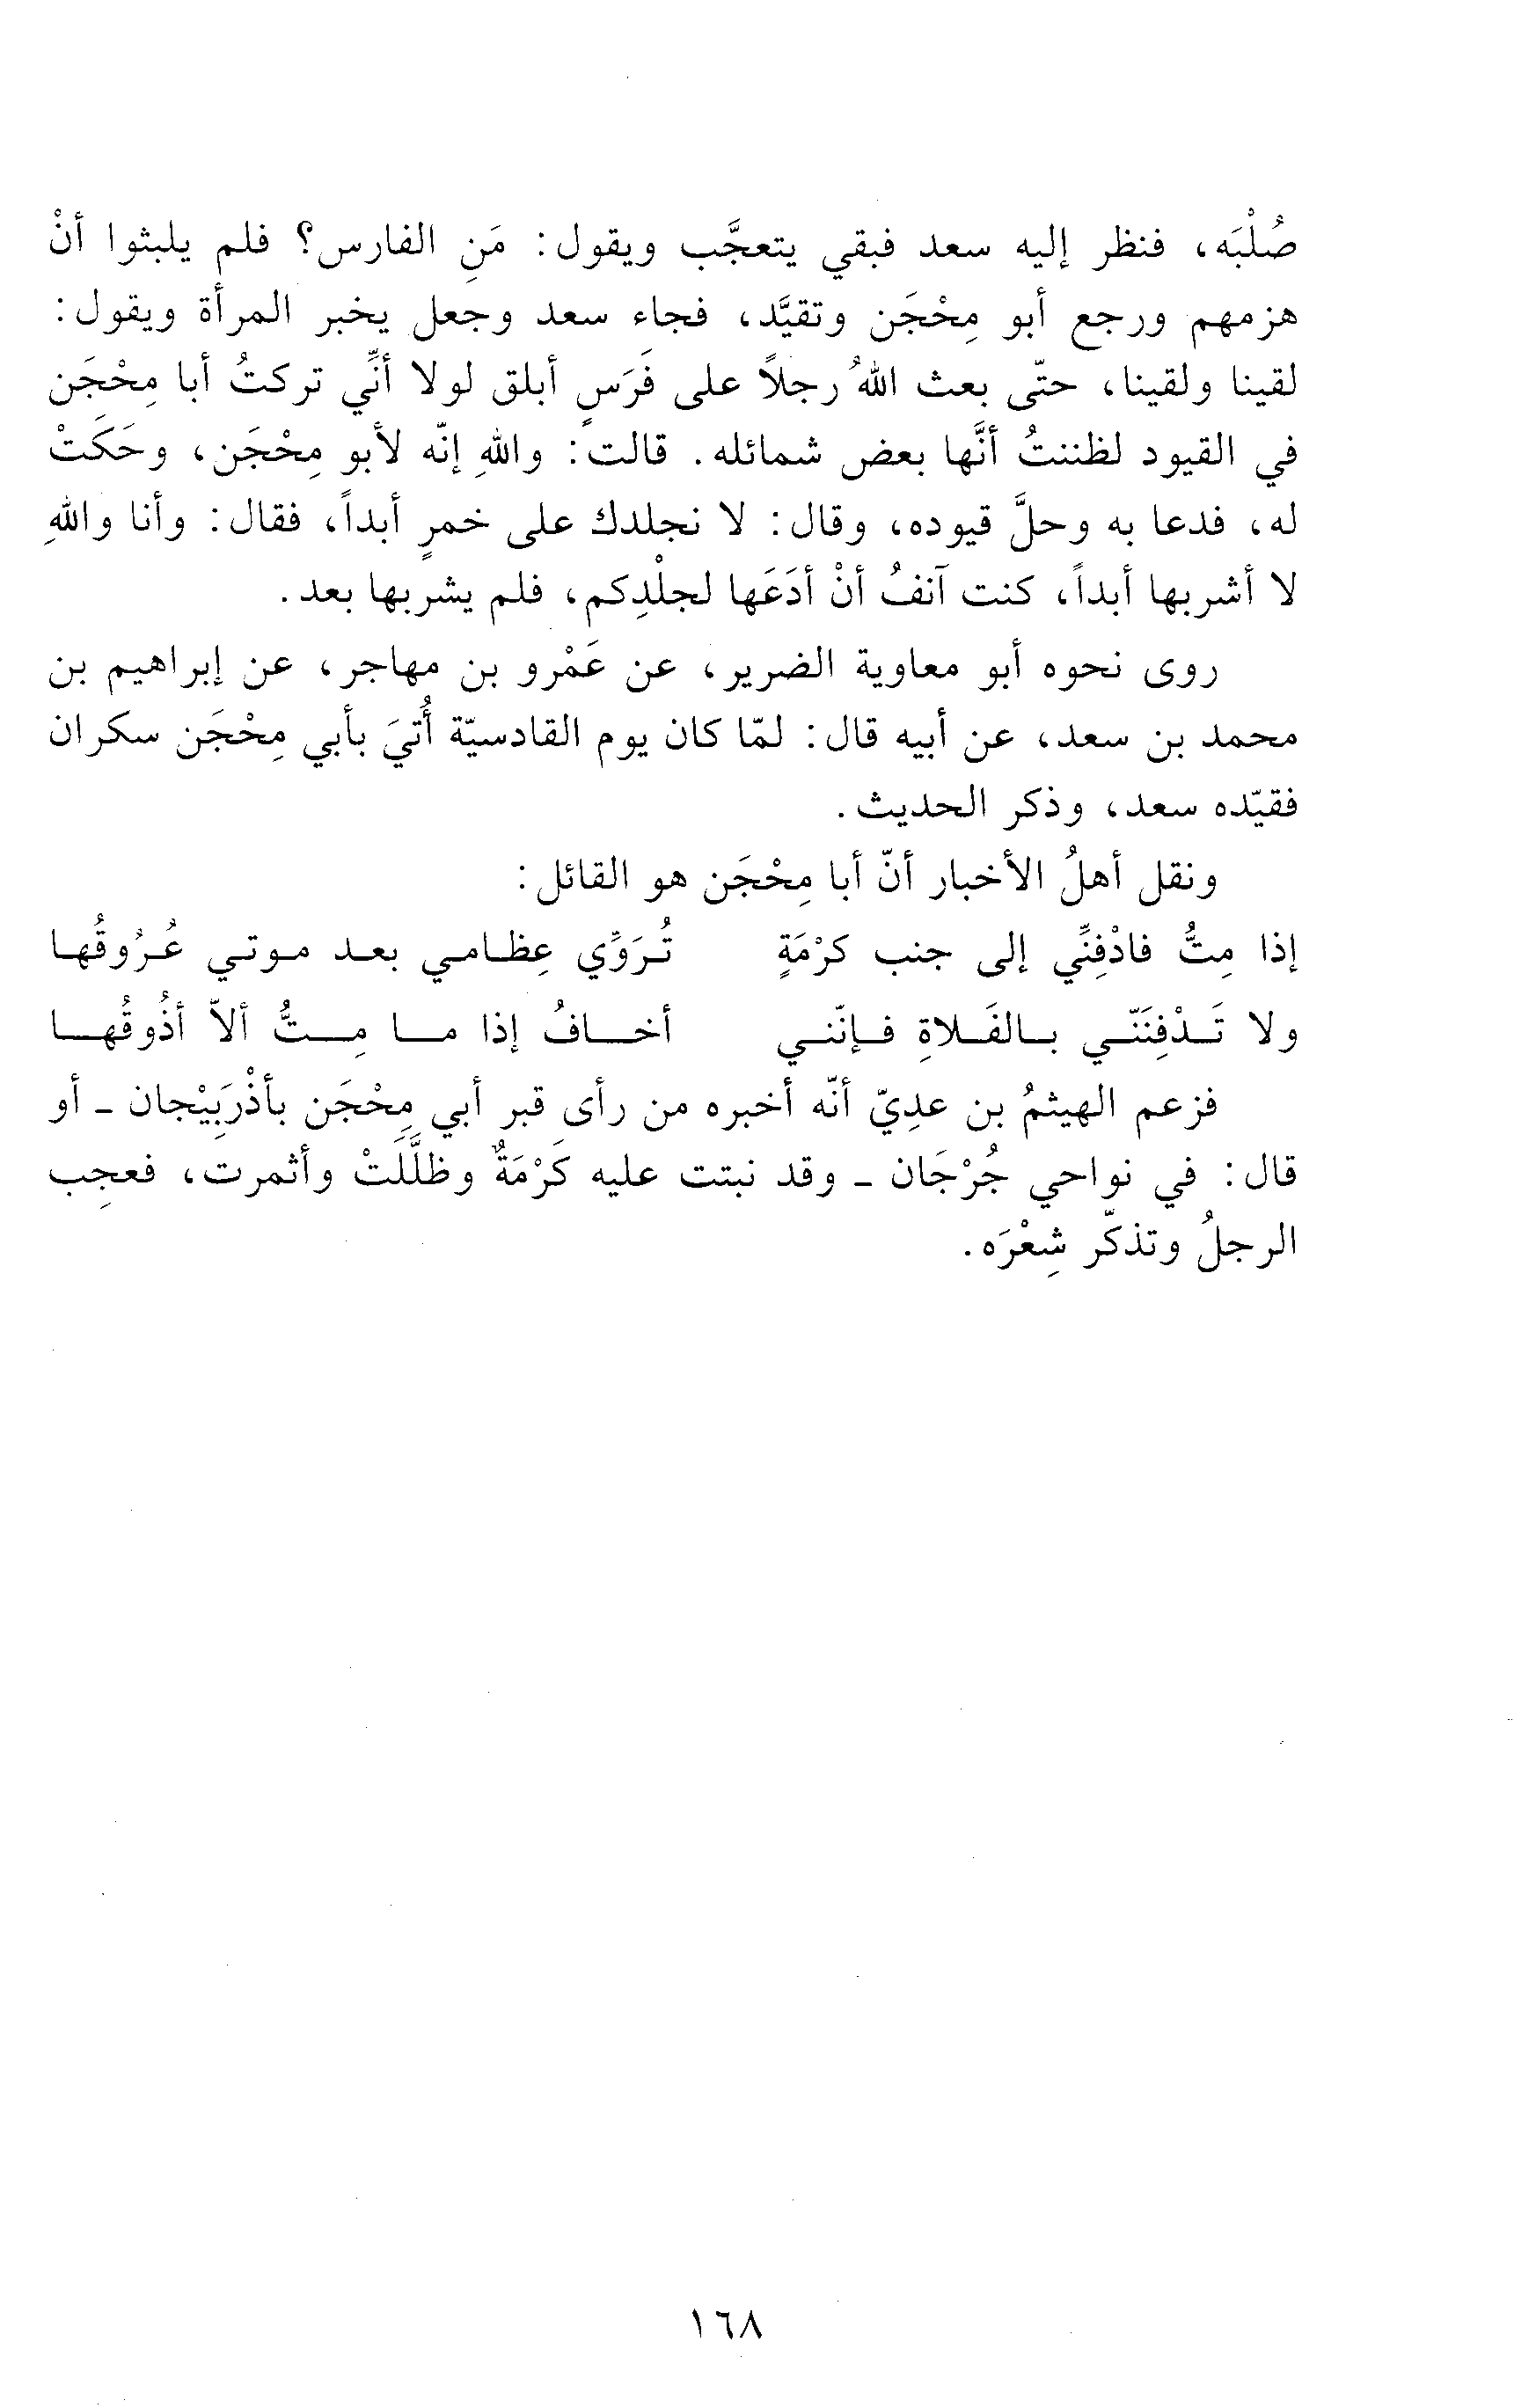 صُلْبَه، فنظر إليه سعد فبقي يتعجَّب ويقول: مَنِ الفارس؟ فلم يلبثوا أنْ
هزمهم ورجع أبو مِحْجَن وتقيَّد، فجاء سعد وجعل يخبر المرأة ويقول:
لقينا ولقينا، حتّى بعث اللهُ رجلاً على فَرَسٍ أبلق لولا أنِّي تركتُ أبا مِحْجَن
في القيود لظننتُ أنَّها بعض شمائله. قالت: واللهِ إنّه لأبو مِحْجَن، وحَكَتْ
له، فدعا به وحلَّ قيوده، وقال: لا نجلدك على خمرٍ أبداً، فقال: وأنا واللهِ
لا أشربها أبداً، كنت آنفُ أنْ أدَعَها لجلْدِكم، فلم يشربها بعد.
روى نحوه أبو معاوية الضرير، عن عَمْرو بن مهاجر، عن إبراهيم بن
محمد بن سعد، عن أبيه قال: لمّا كان يوم القادسيّة أُتيَ بأبي مِحْجَن سكران
فقيّده سعد، وذكر الحديث.
ونقل أهلُ الأخبار أنّ أبا مِحْجَن هو القائل:
إذا مِتُّ فادْفِنِّي إلى جنب كرْمَةٍ تُرَوِّي عِظامي بعد موتي عُرُوقُها
ولا تَدْفِنَنّي بالفَلاةِ فإنّني أخافُ إذا ما مِتُّ ألاّ أذُوقُها
فزعم الهيثمُ بن عدِيّ أنّه أخبره من رأى قبر أبي مِحْجَن بأذْرَبِيْجان - أو
قال: في نواحي جُرْجَان - وقد نبتت عليه كَرْمَةٌ وظلَّلَتْ وأثمرت، فعجِب
الرجلُ وتذكّر شِعْرَه.
١٦٨